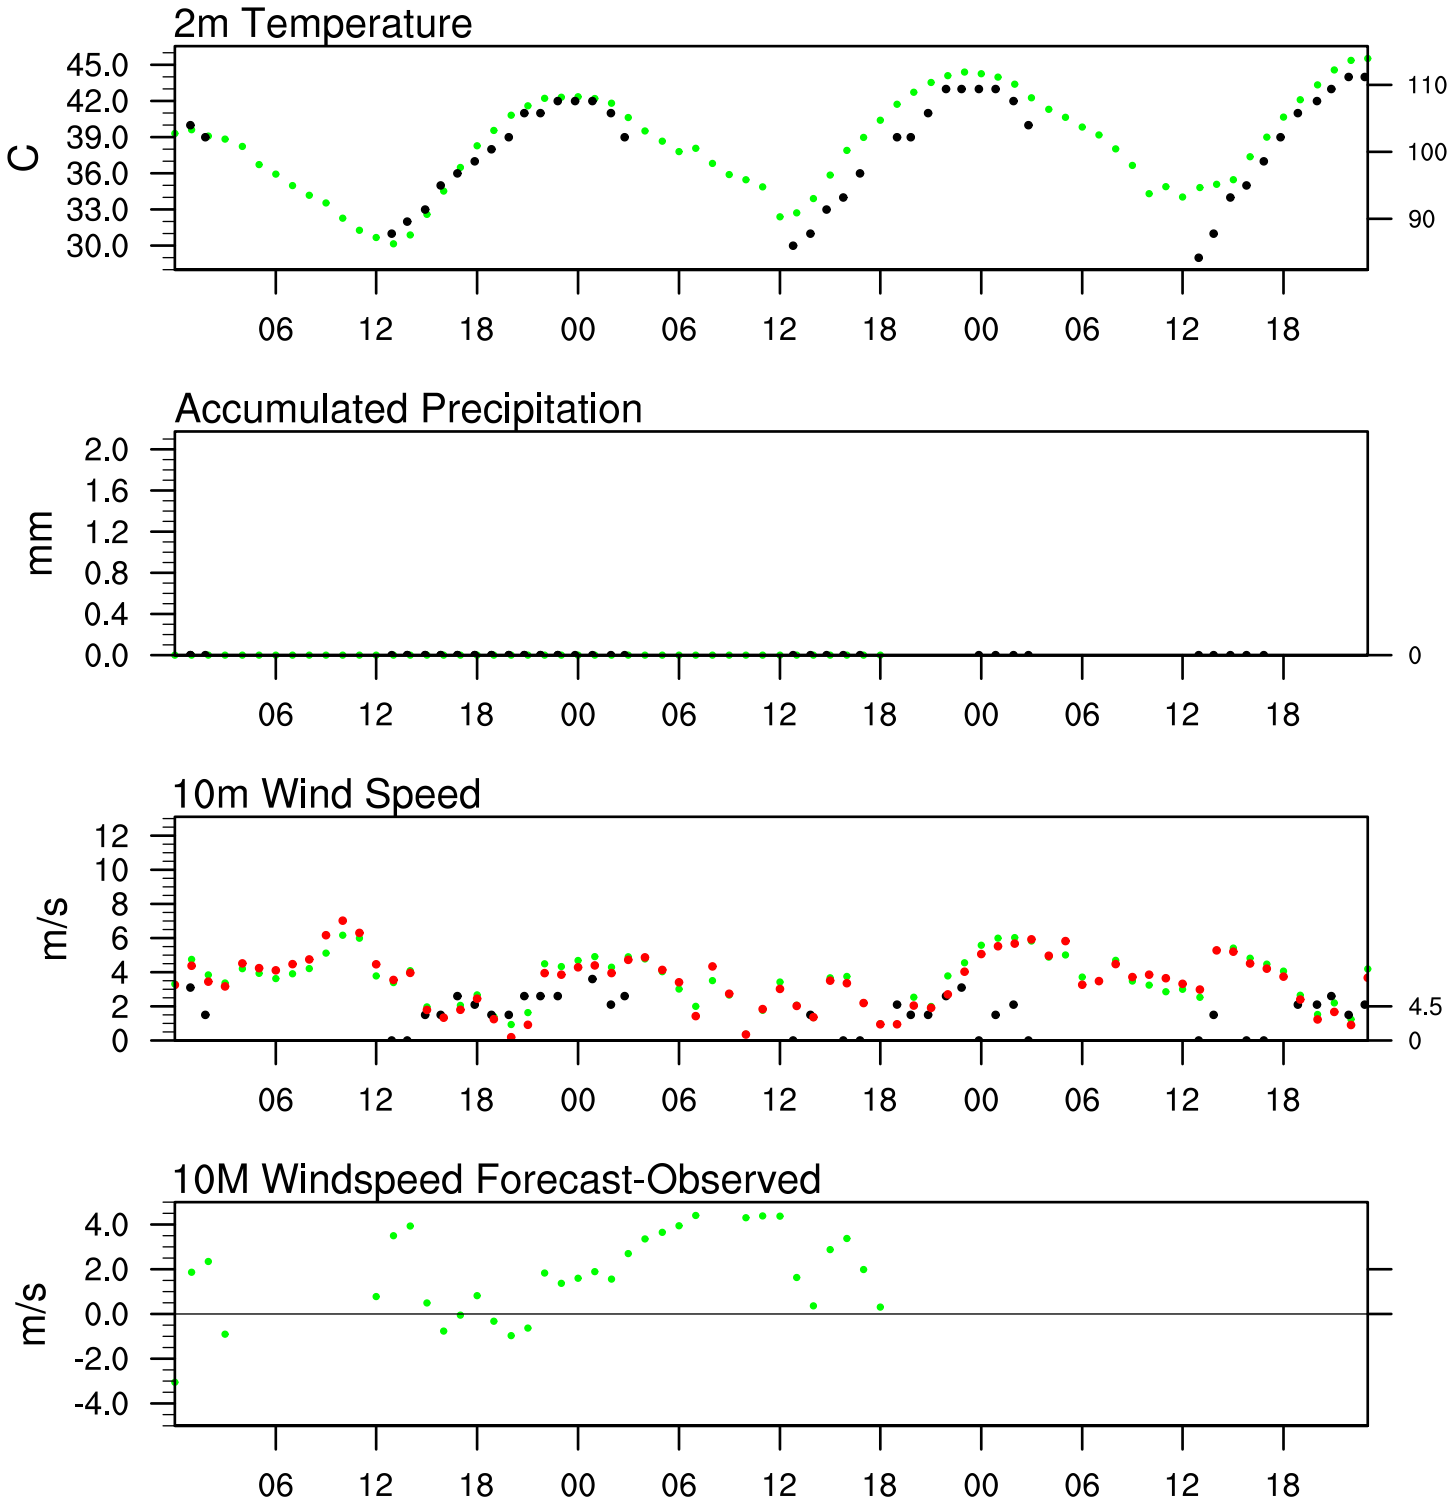 2m Temperature
45.0
42.0
39.0
36.0
33.0
30.0
C
110
100
90
06 12 18 00 06 12 18 00 06 12 18
Accumulated Precipitation
2.0
1.6
1.2
0.8
0.4
0.0
mm
0
06 12 18 00 06 12 18 00 06 12 18
10m Wind Speed
12
10
8
6
4
2
0
m/s
4.5
0
06 12 18 00 06 12 18 00 06 12 18
10M Windspeed Forecast-Observed
4.0
2.0
0.0
-2.0
-4.0
m/s
06 12 18 00 06 12 18 00 06 12 18